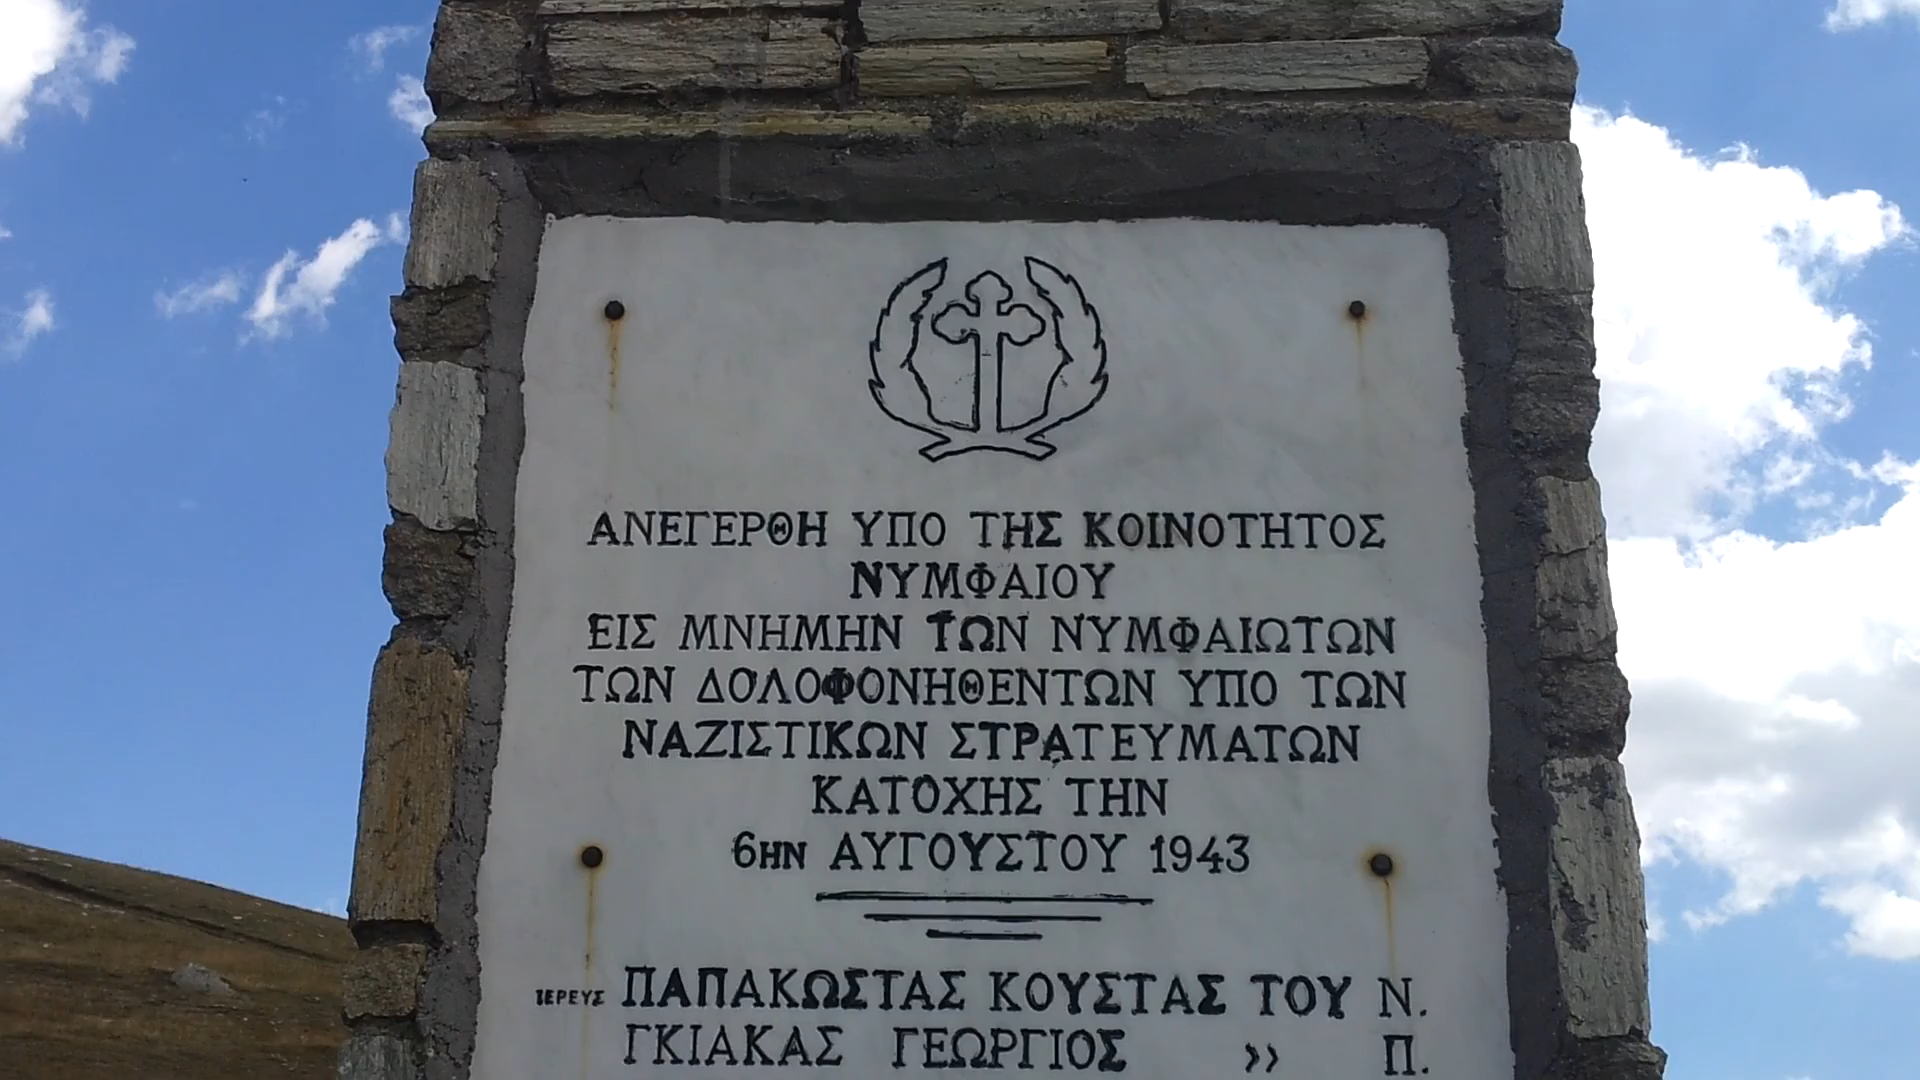 ΑΝΕΓΕΡΘΗ ΥΠΟ ΤΗΣ ΚΟΙΝΟΤΗΤΟΣ
ΝΥΜΦΑΙΟΥ
ΕΙΣ ΜΝΗΜΗΝ ΤΩΝ ΝΥΜΦΑΙΩΤΩΝ
ΤΩΝ ΔΟΛΟΦΟΝΗΘΕΝΤΩΝ ΥΠΟ ΤΩΝ
ΝΑΖΙΣΤΙΚΩΝ ΣΤΡΑΤΕΥΜΑΤΩΝ
ΚΑΤΟΧΗΣ ΤΗΝ
6ΗΝ ΑΥΓΟΥΣΤΟΥ 1943
ΙΕΡΕΥΣ ΠΑΠΑΚΩΣΤΑΣ ΚΟΥΣΤΑΣ ΤΟΥ Ν.
ΓΚΙΑΚΑΣ ΓΕΩΡΓΙΟΣ >> Π.